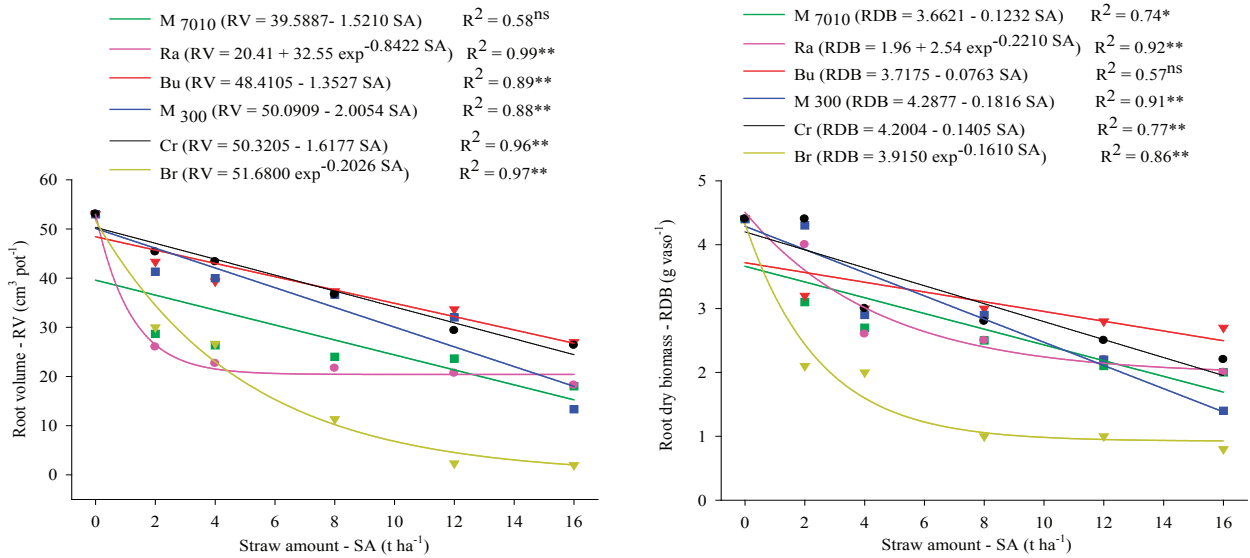 M 7010 (RV = 39.5887- 1.5210 SA) R2 = 0.58ns
Ra (RV = 20.41 + 32.55 exp-0.8422 SA) R2 = 0.99**
Bu (RV = 48.4105 - 1.3527 SA) R2 = 0.89**
M 300 (RV = 50.0909 - 2.0054 SA) R2 = 0.88**
Cr (RV = 50.3205 - 1.6177 SA) R2 = 0.96**
Br (RV = 51.6800 exp-0.2026 SA) R2 = 0.97**
60
50
40
30
20
10
0
Root volume - RV (cm3 pot-1)
0 2 4 8 12 16
Straw amount - SA (t ha-1)
M 7010 (RDB = 3.6621 - 0.1232 SA) R2 = 0.74*
Ra (RDB = 1.96 + 2.54 exp-0.2210 SA) R2 = 0.92**
Bu (RDB = 3.7175 - 0.0763 SA) R2 = 0.57ns
M 300 (RDB = 4.2877 - 0.1816 SA) R2 = 0.91**
Cr (RDB = 4.2004 - 0.1405 SA) R2 = 0.77**
Br (RDB = 3.9150 exp-0.1610 SA) R2 = 0.86**
5
4
3
2
1
0
Root dry biomass - RDB (g vaso-1)
0 2 4 8 12 16
Straw amount - SA (t ha-1)